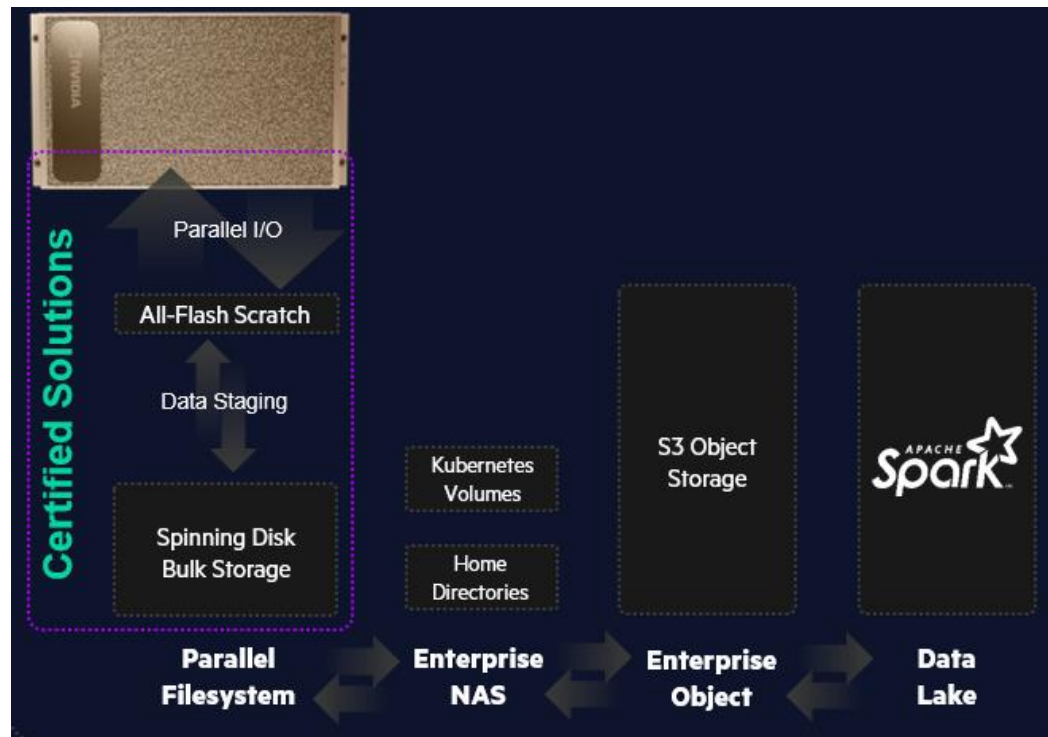 NVIDIA
Certified Solutions
Parallel I/O
All-Flash Scratch
Data Staging
Spinning Disk
Bulk Storage
Parallel
Filesystem
Kubernetes
Volumes
Home
Directories
Enterprise
NAS
S3 Object
Storage
Enterprise
Object
APACHE
Spark
Data
Lake